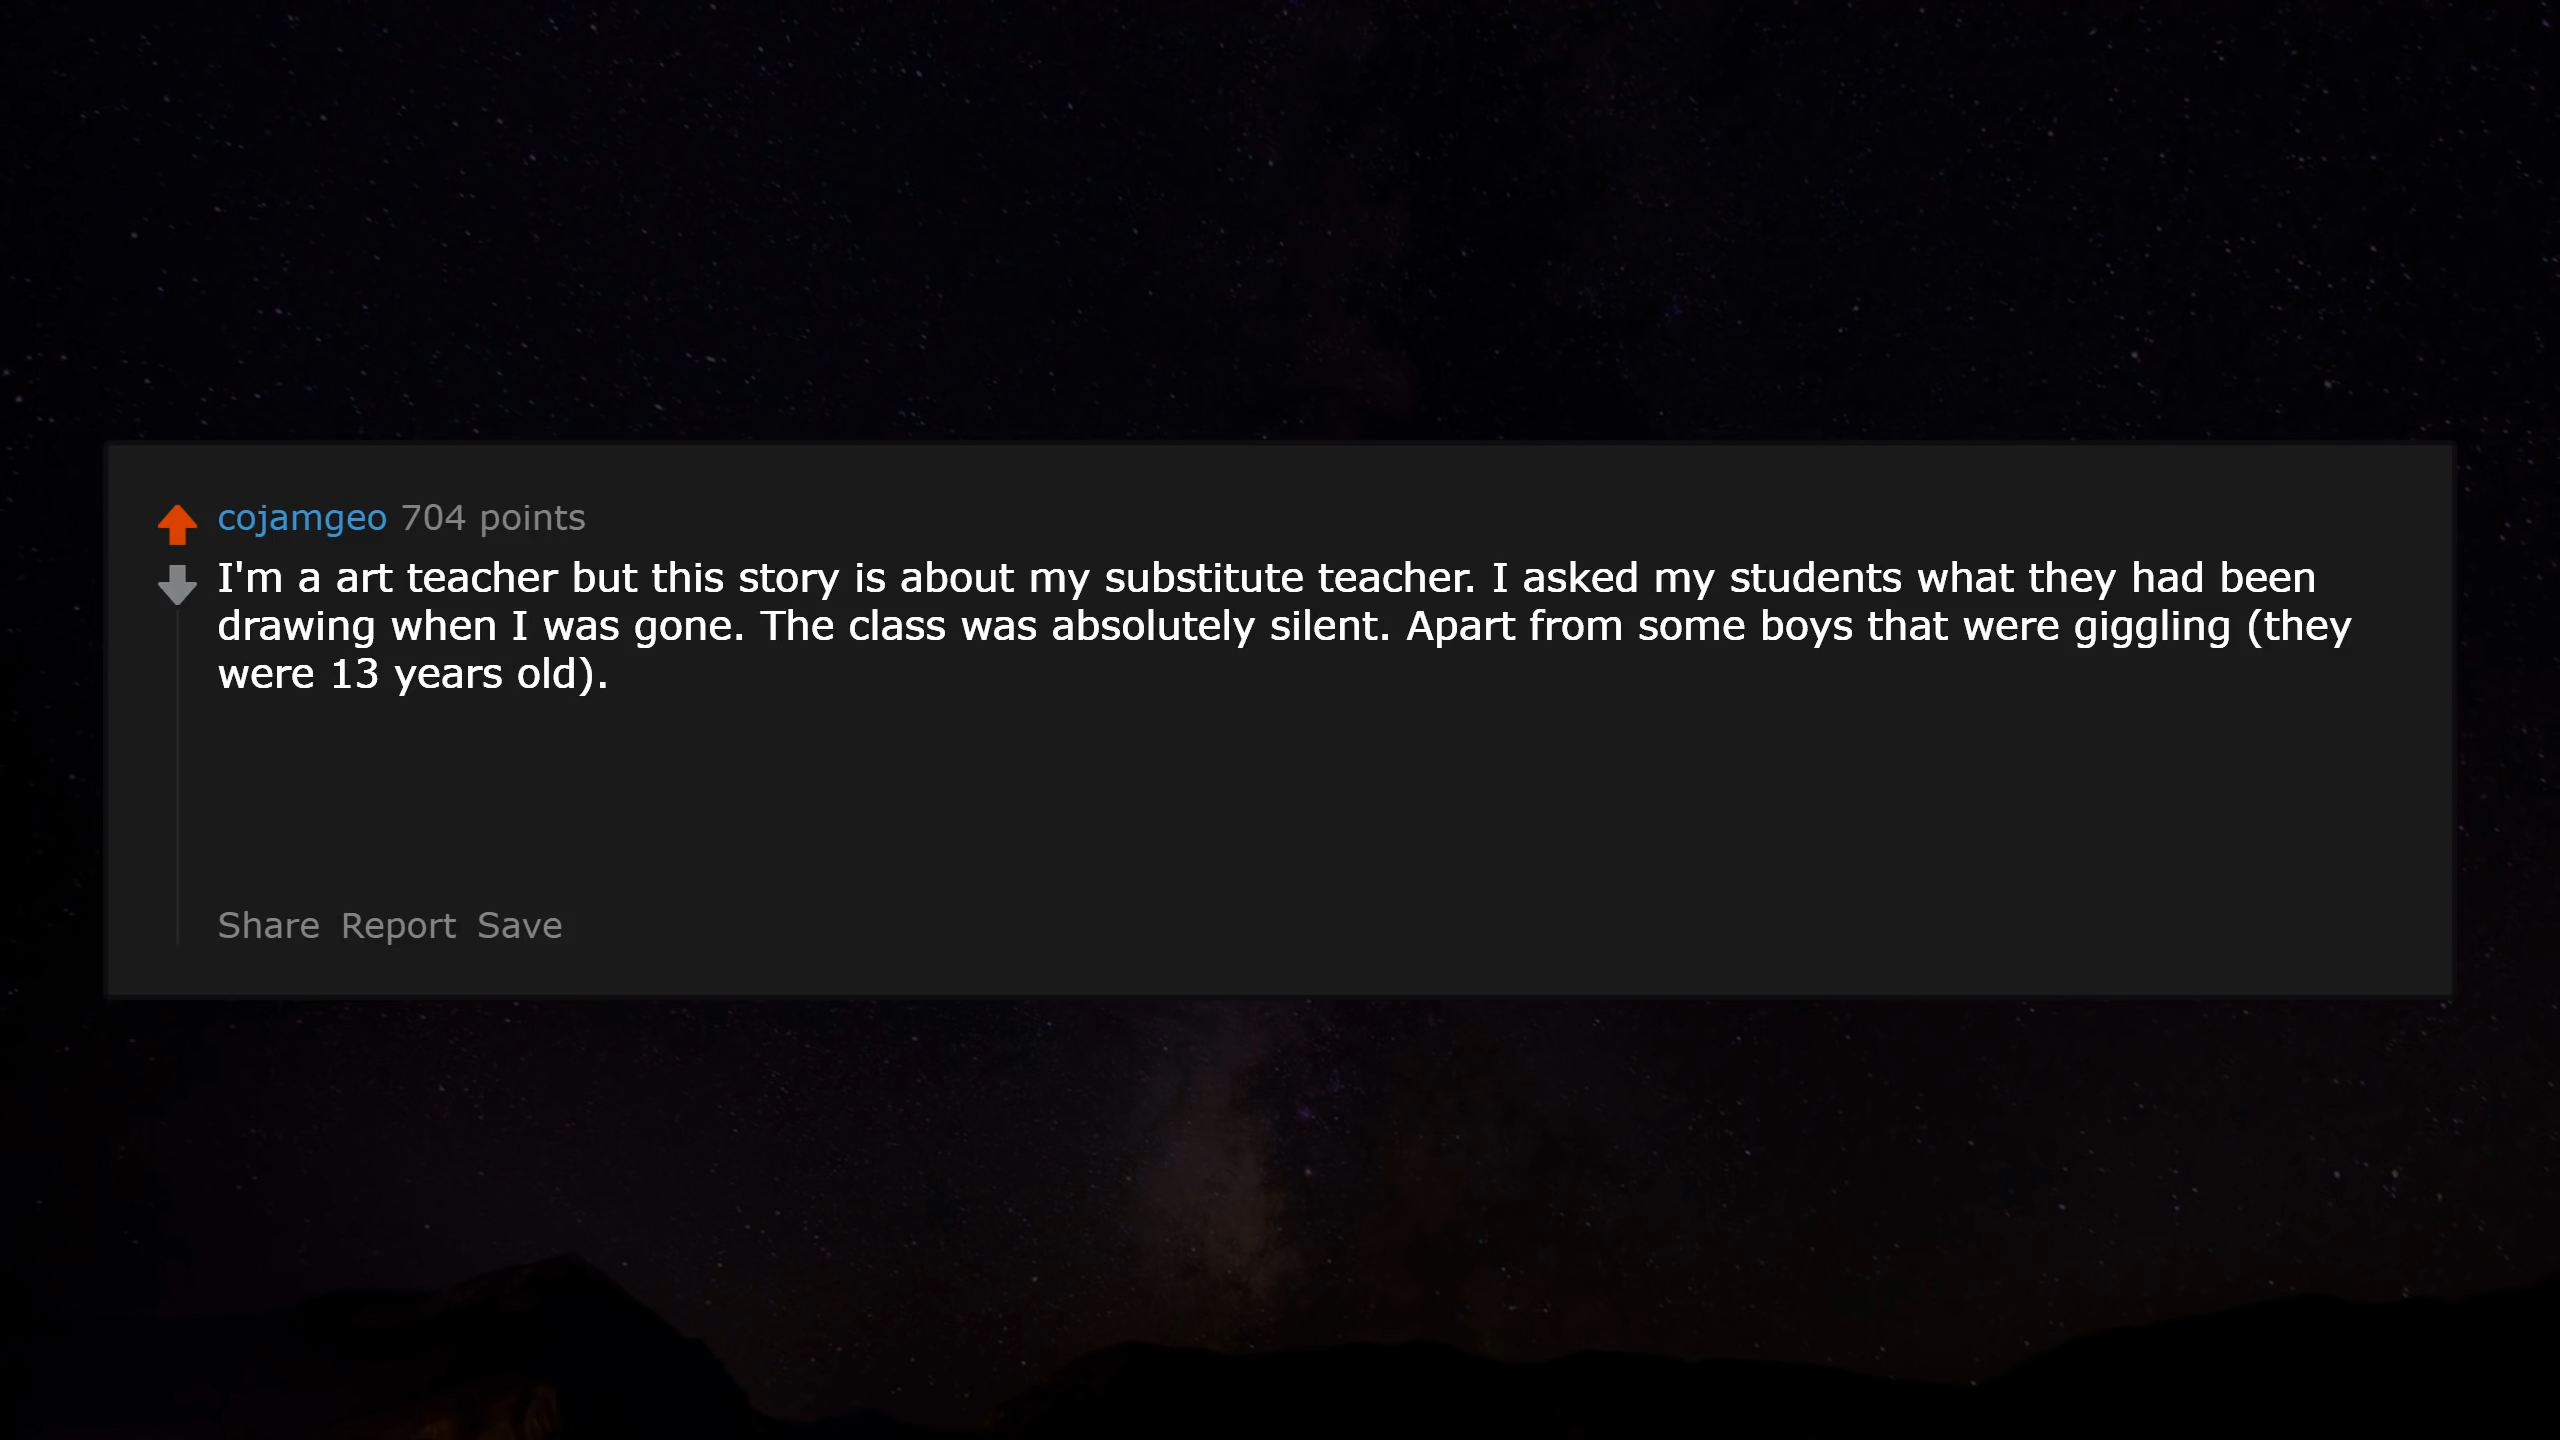 cojamgeo 704 points
I'm a art teacher but this story is about my substitute teacher. I asked my students what they had been
drawing when I was gone. The class was absolutely silent. Apart from some boys that were giggling (they
were 13 years old).
Share Report Save